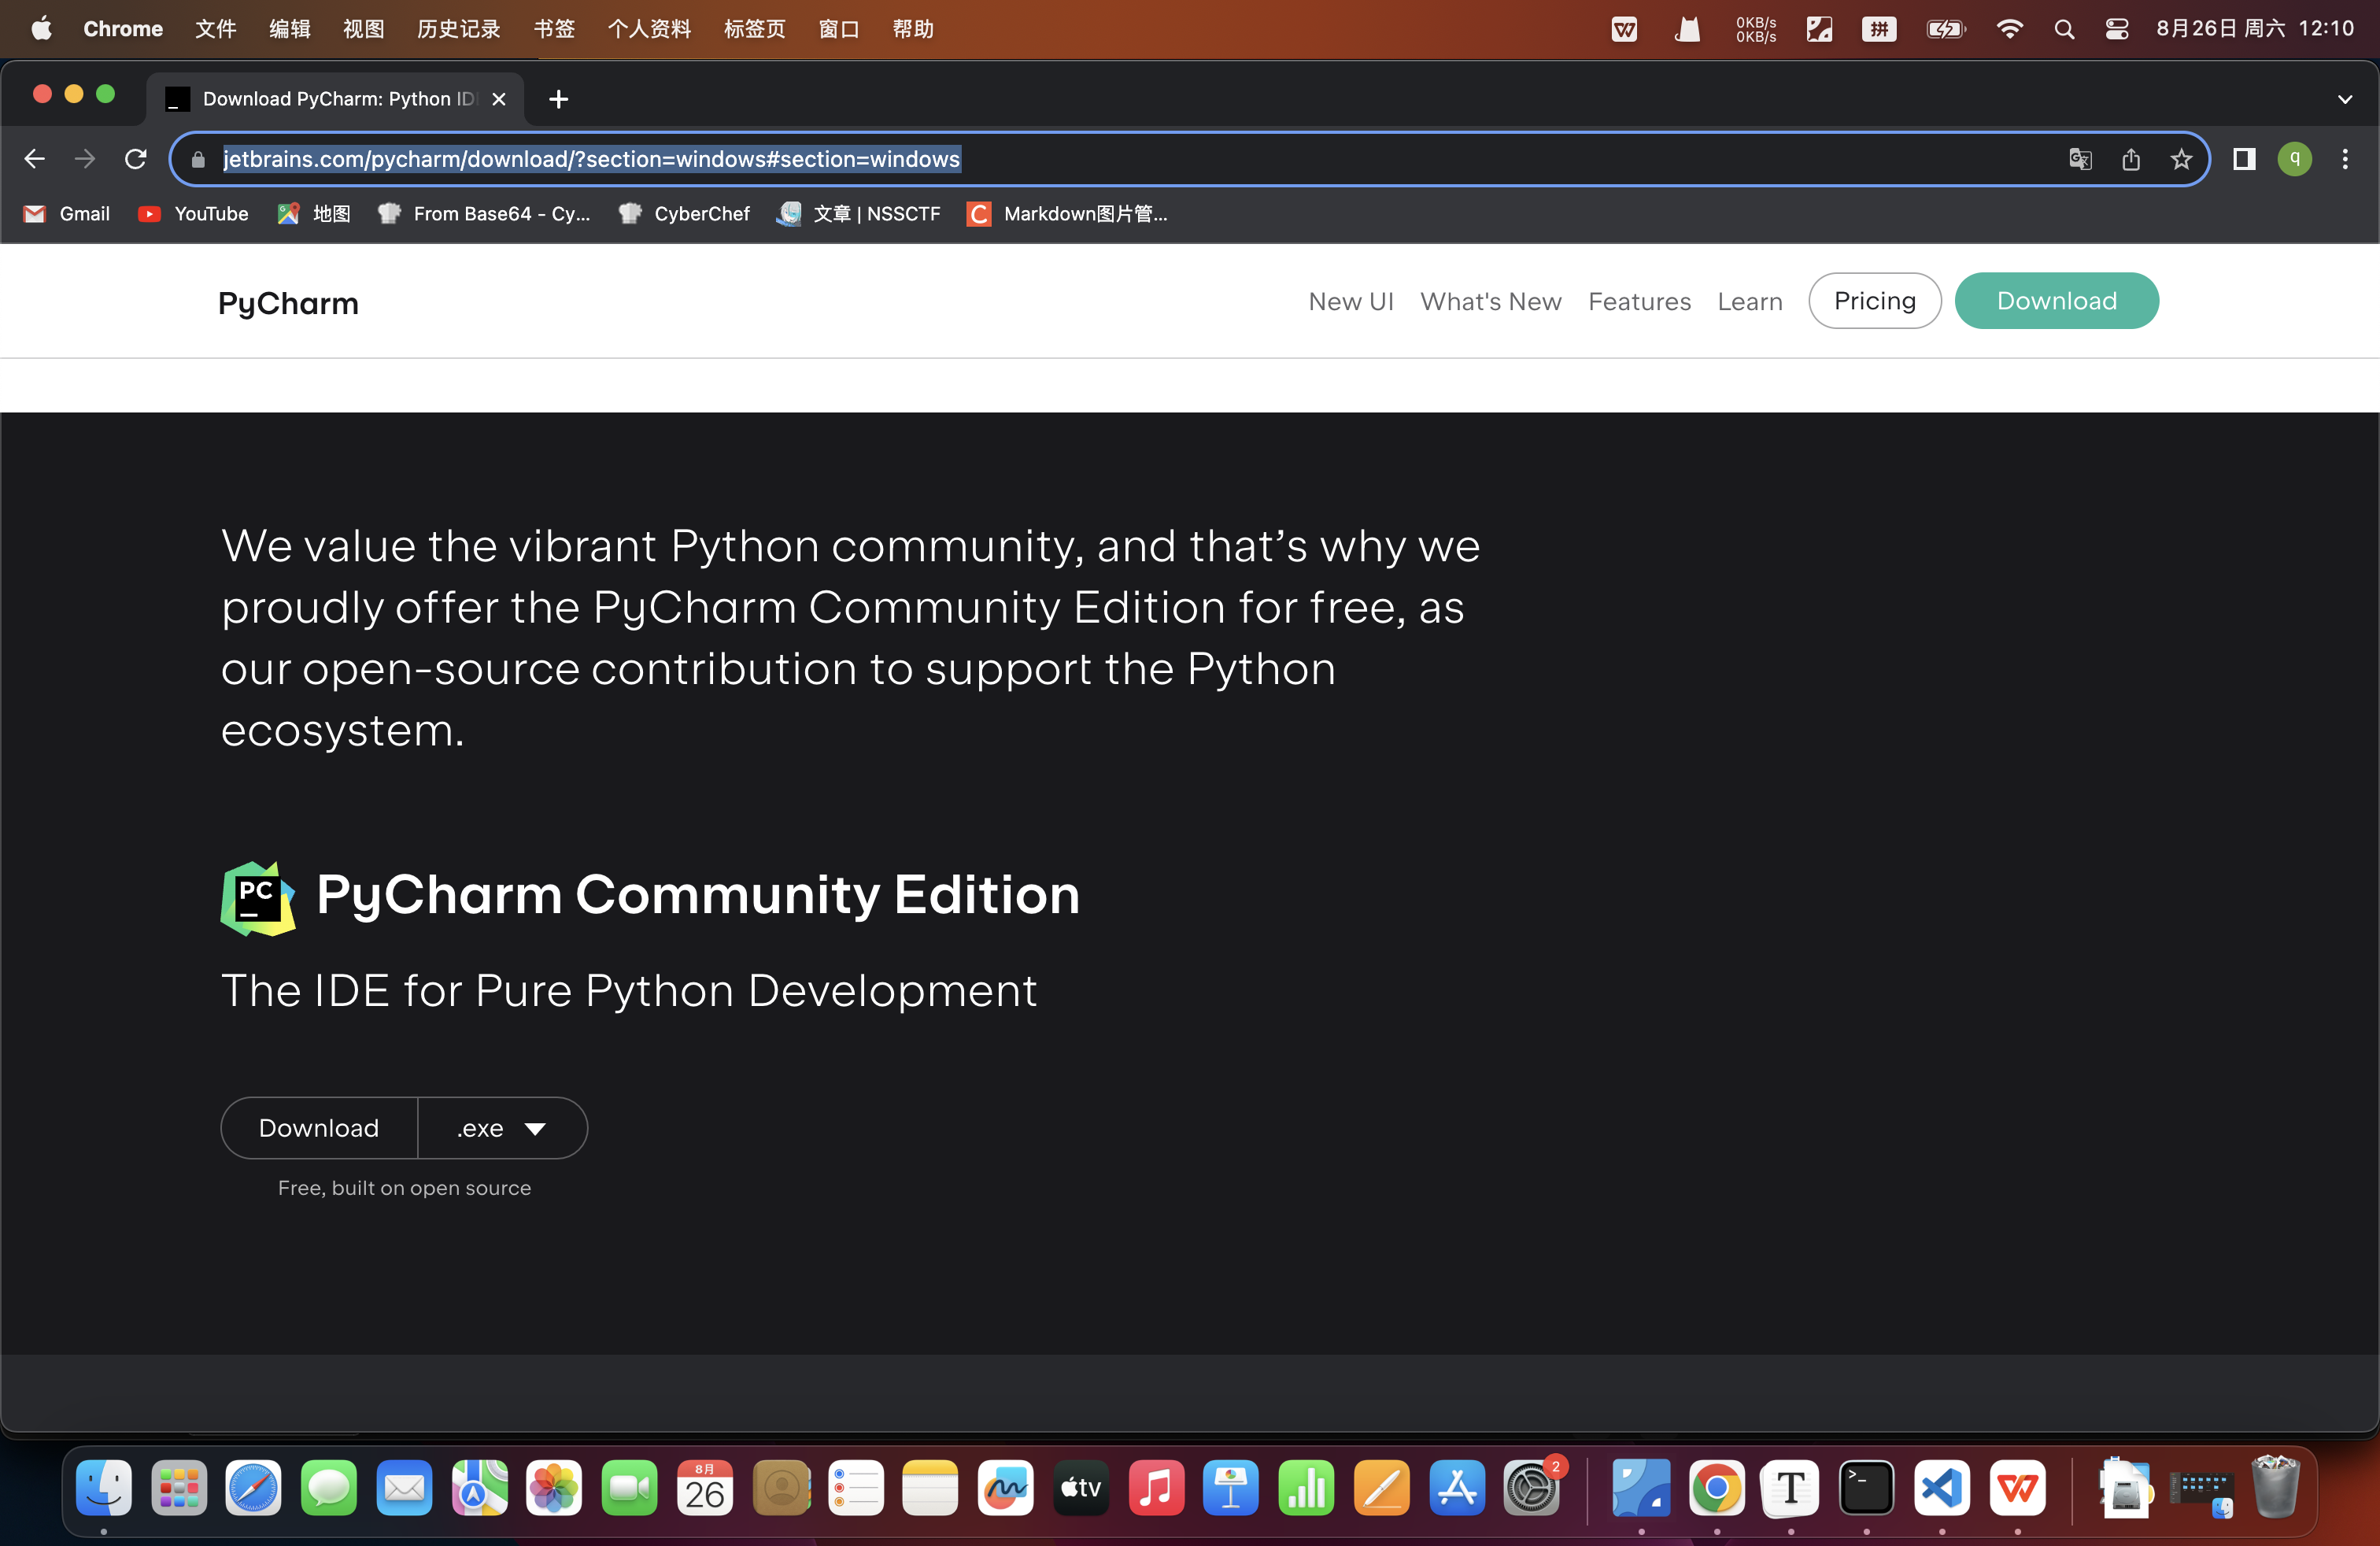 Chrome 文件 编辑 视图 历史记录 书签 个人资料 标签页 窗口 帮助
0KB/s
0KB/s
拼
8月26日 周六 12:10
Download PyCharm: Python ID
jetbrains.com/pycharm/download/?section=windows#section=windows
q
Gmail YouTube 地图 From Base64 - Cy... CyberChef 文章 | NSSCTF Markdown图片管...
PyCharm
New UI What's New Features Learn Pricing Download
We value the vibrant Python community, and that’s why we
proudly offer the PyCharm Community Edition for free, as
our open-source contribution to support the Python
ecosystem.
PC
PyCharm Community Edition
The IDE for Pure Python Development
Download .exe
Free, built on open source
8月
26
tv
2
T